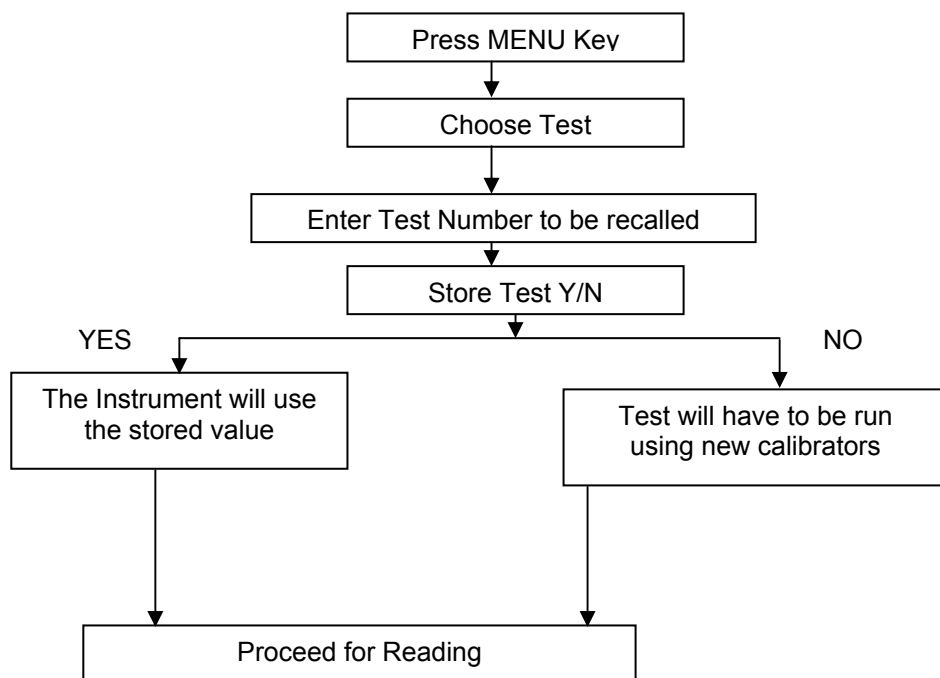 Press MENU Key
Choose Test
Enter Test Number to be recalled
Store Test Y/N
YES
NO
The Instrument will use
the stored value
Test will have to be run
using new calibrators
Proceed for Reading